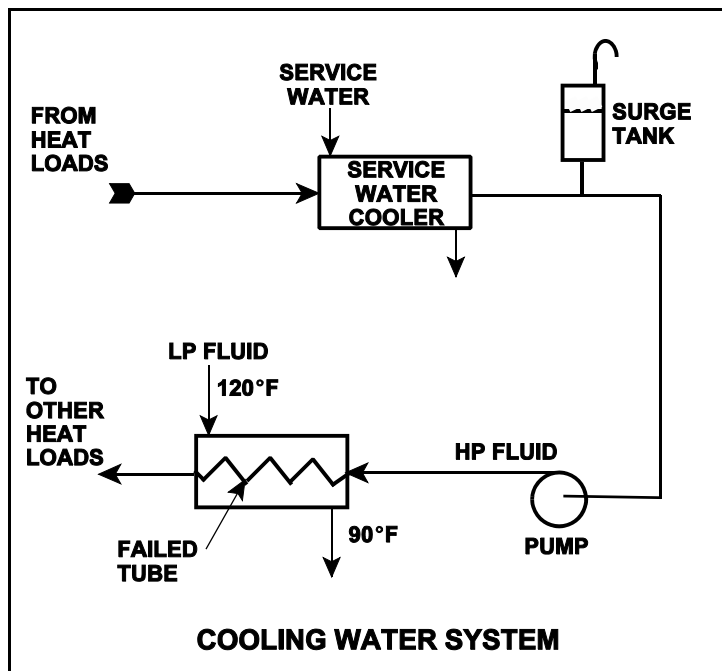 SERVICE
WATER
FROM
HEAT
LOADS
SURGE
TANK
SERVICE
WATER
COOLER
LP FLUID
120°F
TO
OTHER
HEAT
LOADS
HP FLUID
90°F
FAILED
TUBE
PUMP
COOLING WATER SYSTEM